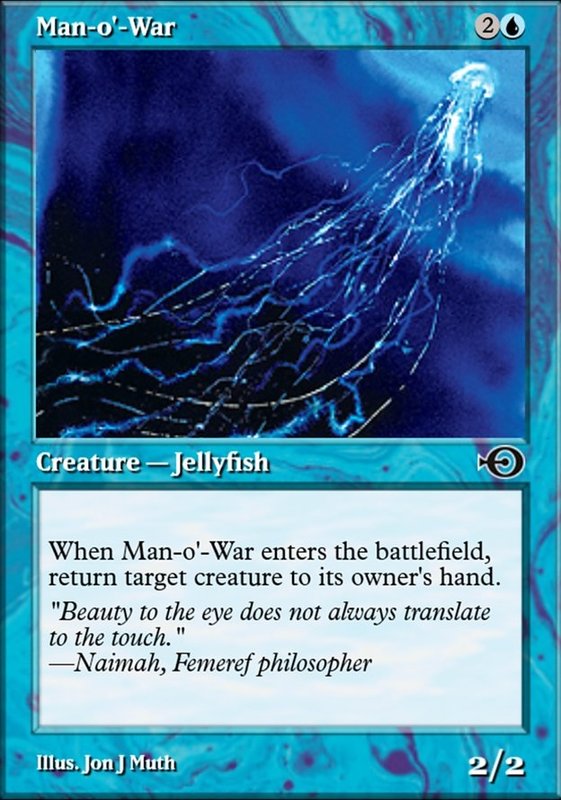 Man-o'-War
2
Creature — Jellyfish
When Man-o'-War enters the battlefield,
return target creature to its owner's hand.
"Beauty to the eye does not always translate
to the touch."
—Naimah, Femeref philosopher
Illus. Jon J Muth
2/2